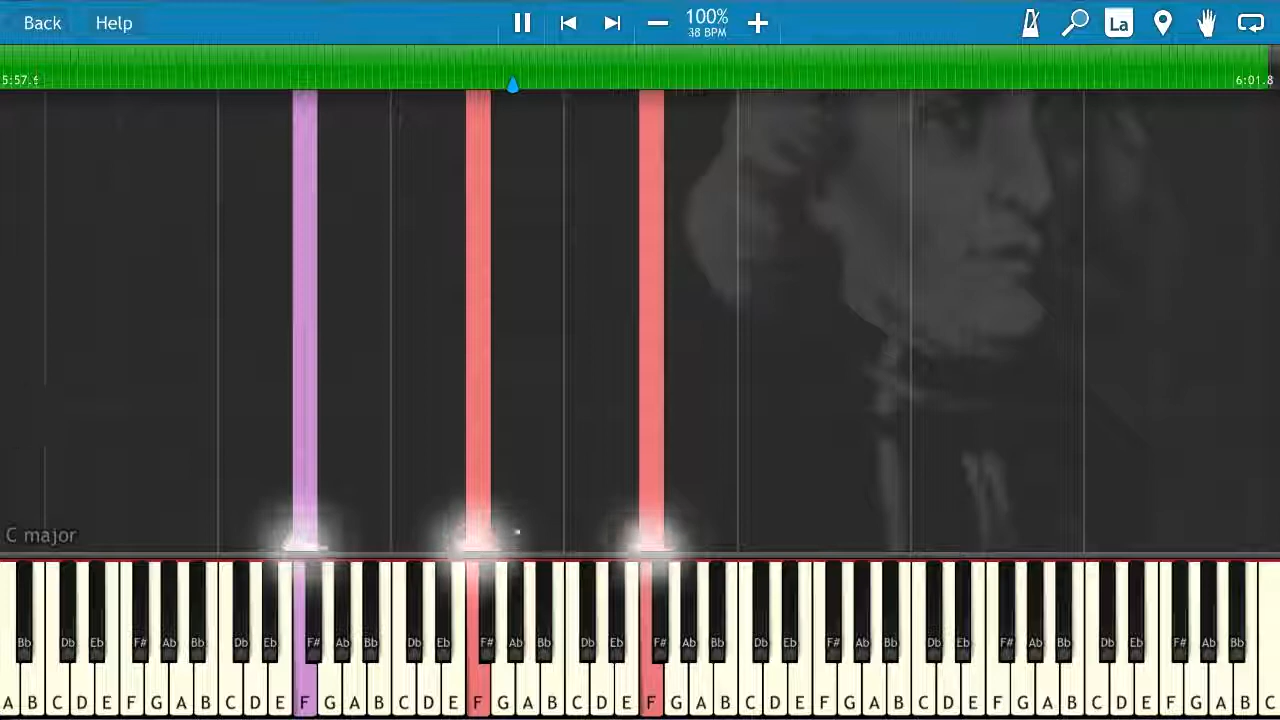 Back Help 100% La
38 BPM
5:57.6 6:01.8
C major
Bb Db Eb F# Ab Bb Db Eb F# Ab Bb Db Eb F# Ab Bb Db Eb F# Ab Bb Db Eb F# Ab Bb Db Eb F# Ab Bb Db Eb F# Ab Bb
A B C D E F G A B C D E F G A B C D E F G A B C D E F G A B C D E F G A B C D E F G A B C D E F G A B C